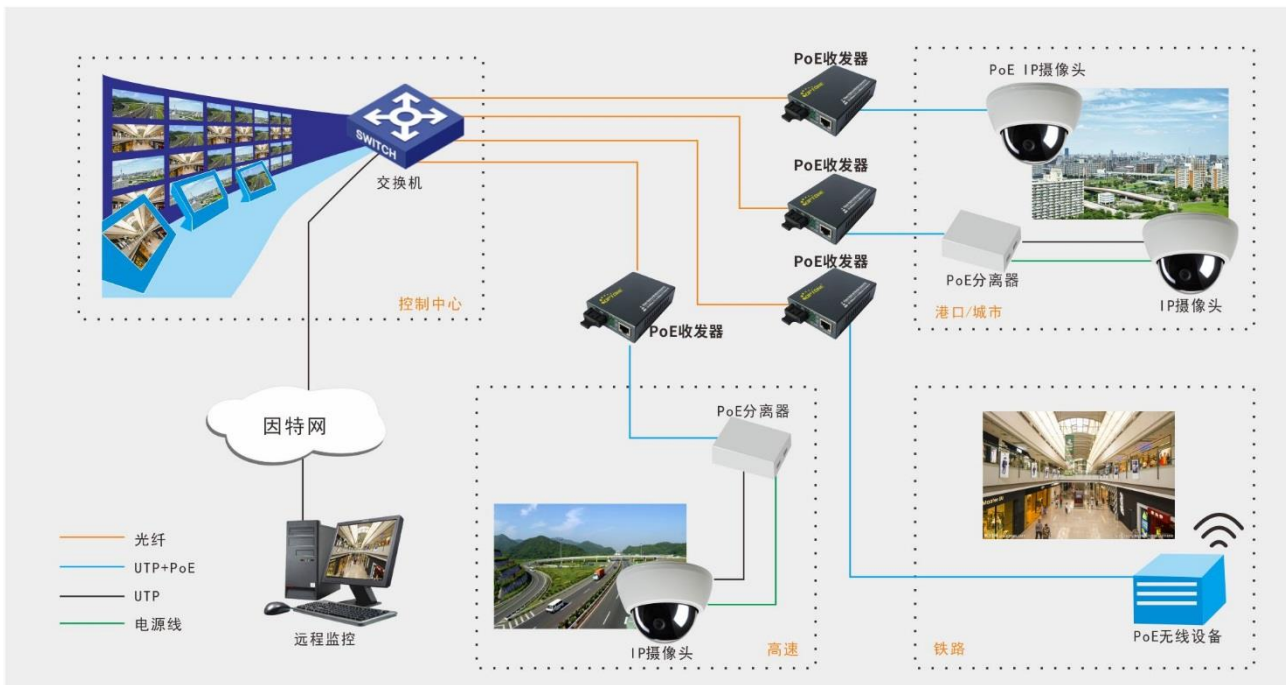 PoE收发器
PoE IP摄像头
SWITCH
交换机
PoE收发器
PoE分离器
IP摄像头
港口/城市
控制中心
PoE收发器
PoE收发器
因特网
PoE分离器
光纤
UTP+PoE
UTP
电源线
远程监控
IP摄像头
高速
铁路
PoE无线设备